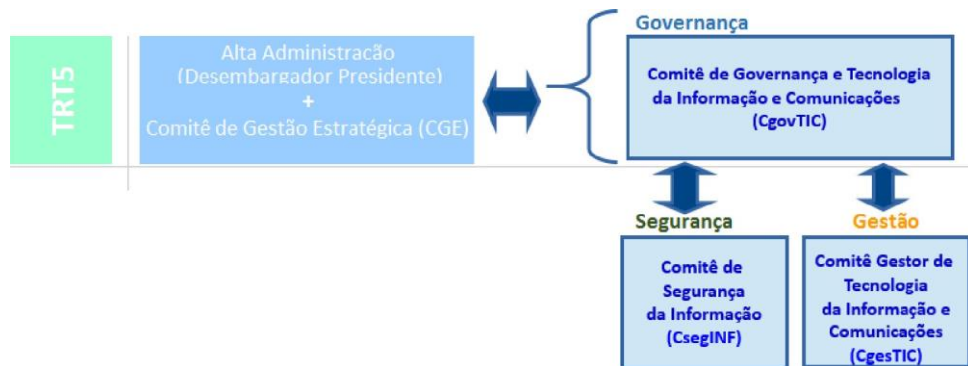 TRT5
Alta Administração
(Desembargador Presidente)
+
Comitê de Gestão Estratégica (CGE)
Governança
Comitê de Governança e Tecnologia
da Informação e Comunicações
(CgovTIC)
Segurança
Comitê de
Segurança
da Informação
(CsegINF)
Gestão
Comitê Gestor de
Tecnologia
da Informação e
Comunicações
(CgesTIC)